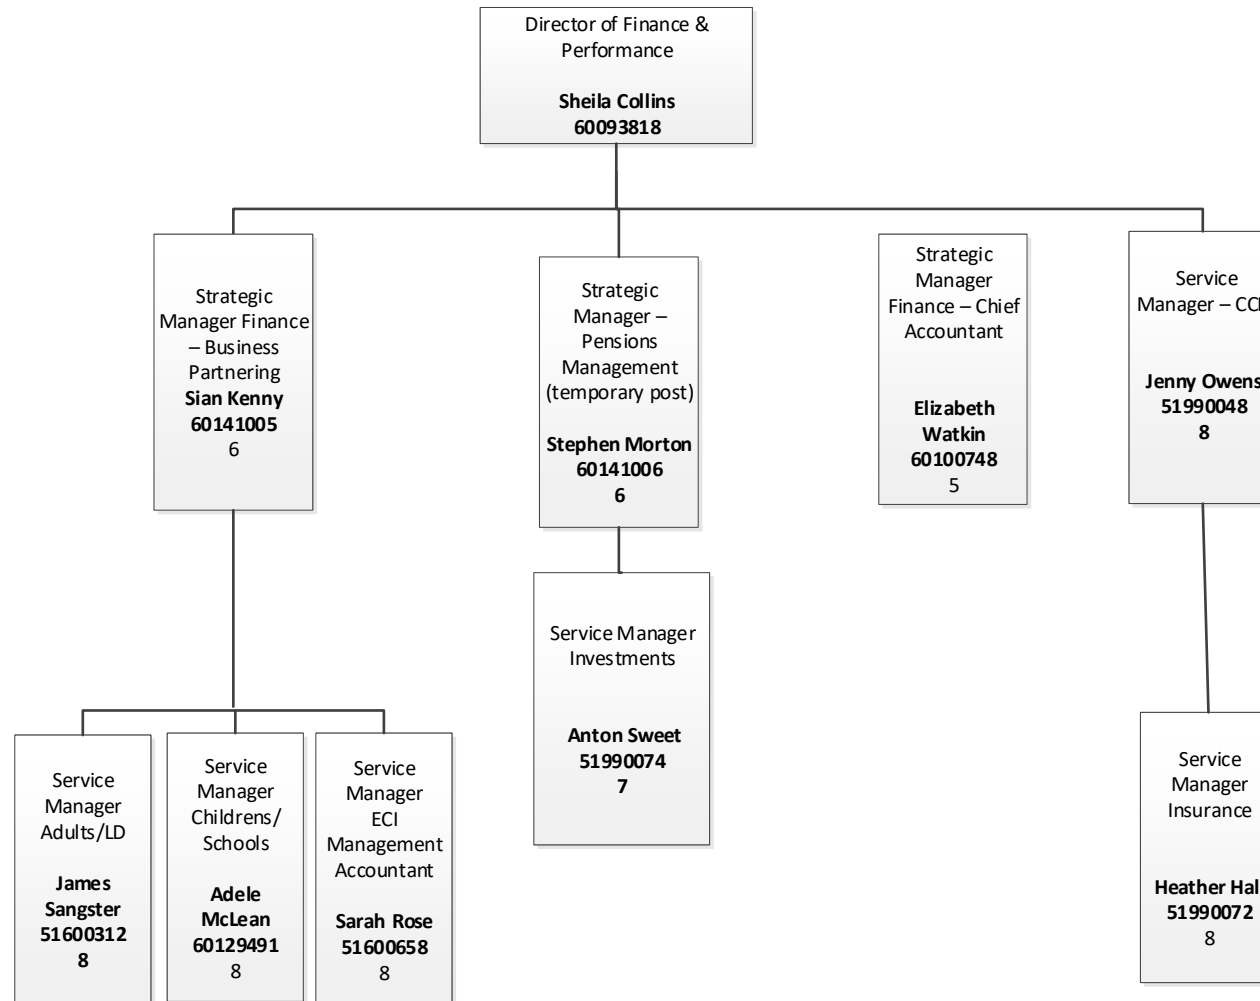 Director of Finance &
Performance
Sheila Collins
60093818
Strategic
Manager Finance
– Business
Partnering
Sian Kenny
60141005
6
Strategic
Manager –
Pensions
Management
(temporary post)
Stephen Morton
60141006
6
Strategic
Manager
Finance – Chief
Accountant
Elizabeth
Watkin
60100748
5
Service
Manager –
Jenny Owens
51990048
8
Service Manager
Investments
Anton Sweet
51990074
7
Service
Manager
Adults/LD
James
Sangster
51600312
8
Service
Manager
Childrens/
Schools
Adele
McLean
60129491
8
Service
Manager
ECI
Management
Accountant
Sarah Rose
51600658
8
Service
Manager
Insurance
Heather
51990072
8